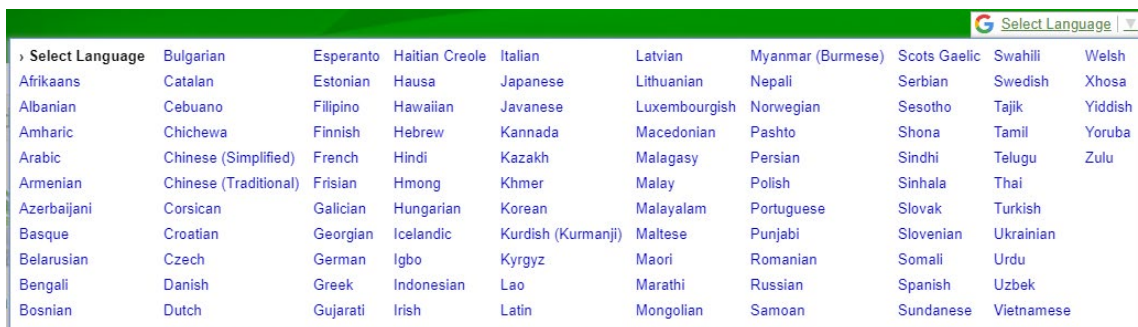 Select Language
› Select Language Bulgarian Esperanto Haitian Creole Italian Latvian Myanmar (Burmese) Scots Gaelic Swahili Welsh
Afrikaans Catalan Estonian Hausa Japanese Lithuanian Nepali Serbian Swedish Xhosa
Albanian Cebuano Filipino Hawaiian Javanese Luxembourgish Norwegian Sesotho Tajik Yiddish
Amharic Chichewa Finnish Hebrew Kannada Macedonian Pashto Shona Tamil Yoruba
Arabic Chinese (Simplified) French Hindi Kazakh Malagasy Persian Sindhi Telugu Zulu
Armenian Chinese (Traditional) Frisian Hmong Khmer Malay Polish Sinhala Thai
Azerbaijani Corsican Galician Hungarian Korean Malayalam Portuguese Slovak Turkish
Basque Croatian Georgian Icelandic Kurdish (Kurmanji) Maltese Punjabi Slovenian Ukrainian
Belarusian Czech German Igbo Kyrgyz Maori Romanian Somali Urdu
Bengali Danish Greek Indonesian Lao Marathi Russian Spanish Uzbek
Bosnian Dutch Gujarati Irish Latin Mongolian Samoan Sundanese Vietnamese